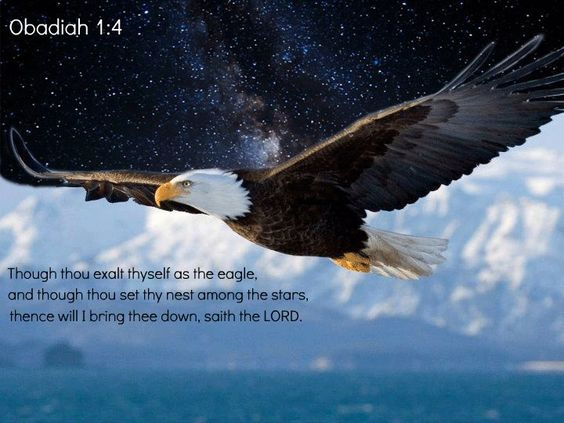 Obadiah 1:4
Though thou exalt thyself as the eagle,
and though thou set thy nest among the stars,
thence will I bring thee down, saith the LORD.